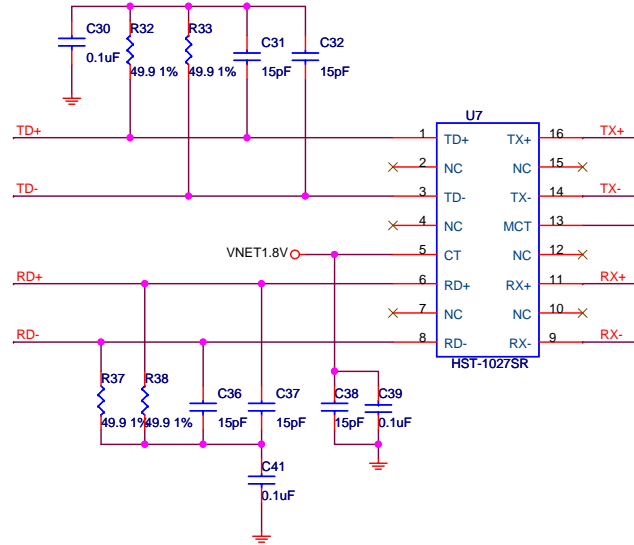 C30
R32
R33
C31
C32
0.1uF
49.9 1%
49.9 1%
15pF
15pF
U7
TD+
1
TD+
TX+
16
TX+
2
NC
NC
15
TD-
3
TD-
TX-
14
TX-
4
NC
MCT
13
VNET1.8V
5
CT
NC
12
RD+
6
RD+
RX+
11
RX+
7
NC
NC
10
RD-
8
RD-
RX-
9
RX-
HST-1027SR
R37
R38
C36
C37
C38
C39
49.9 1%
49.9 1%
15pF
15pF
15pF
0.1uF
C41
0.1uF